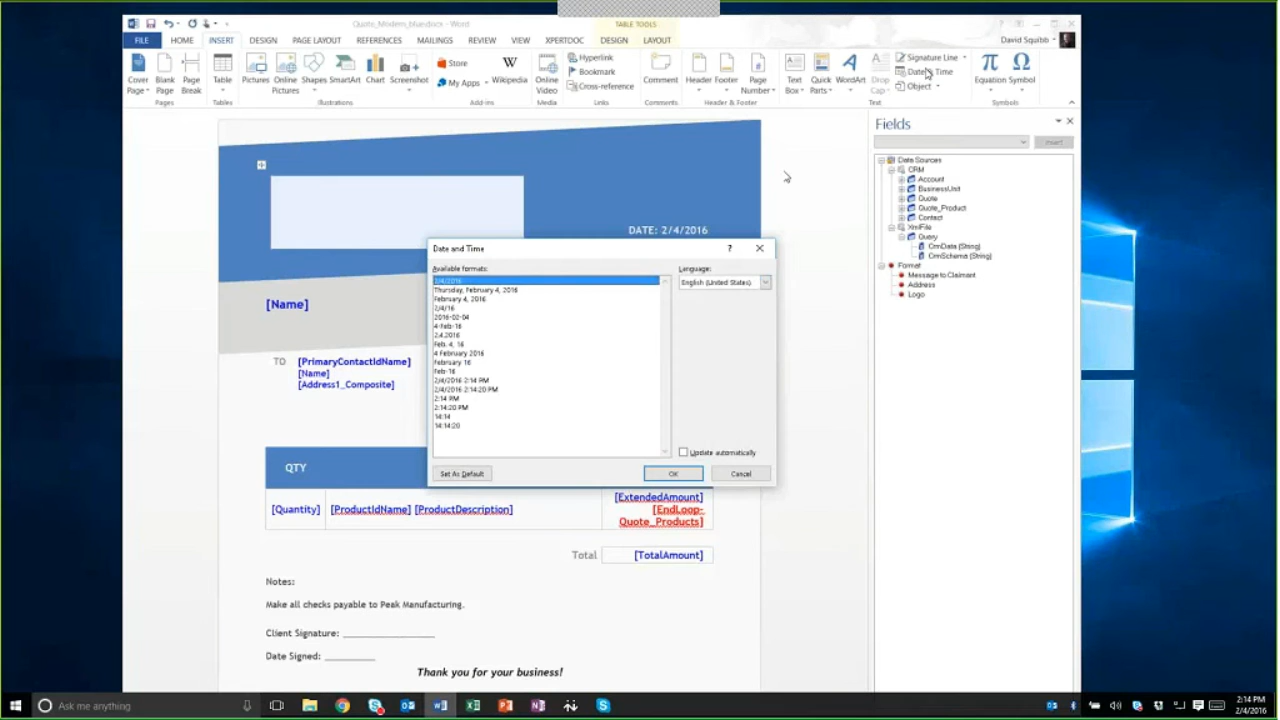 Quote_Modern_blue.docx - Word
TABLE TOOLS
FILE HOME INSERT DESIGN PAGE LAYOUT REFERENCES MAILINGS REVIEW VIEW XPERTDOC DESIGN LAYOUT
David Squibb
Cover Page
Blank Page
Page Break
Pages
Table
Tables
Pictures
Online Pictures
Shapes
SmartArt
Chart
Screenshot
Illustrations
Store
My Apps
Wikipedia
Add-ins
Online Video
Media
Hyperlink
Bookmark
Cross-reference
Links
Comment
Comments
Header
Footer
Page Number
Header & Footer
Text Box
Quick Parts
WordArt
Drop Cap
Signature Line
Date & Time
Object
Text
Equation
Symbol
Symbols
DATE: 2/4/2016
[Name]
TO
[PrimaryContactIdName]
[Name]
[Address1_Composite]
QTY
[Quantity]
[ProductIdName] [ProductDescription]
[ExtendedAmount]
[EndLoop-
Quote_Products]
Total
[TotalAmount]
Notes:
Make all checks payable to Peak Manufacturing.
Client Signature: ________________
Date Signed: _________
Thank you for your business!
Date and Time
?
Available formats:
2/4/2016
Thursday, February 4, 2016
February 4, 2016
2/4/16
2016-02-04
4-Feb-16
2.4.2016
Feb. 4, 16
4 February 2016
February 16
Feb-16
2/4/2016 2:14 PM
2/4/2016 2:14:20 PM
2:14 PM
2:14:20 PM
14:14
14:14:20
Language:
English (United States)
Update automatically
Set As Default
OK
Cancel
Fields
Insert
Data Sources
CRM
Account
BusinessUnit
Quote
Quote_Product
Contact
XmlFile
Query
CrmData (String)
CrmSchema (String)
Format
Message to Claimant
Address
Logo
Ask me anything
2:14 PM
2/4/2016